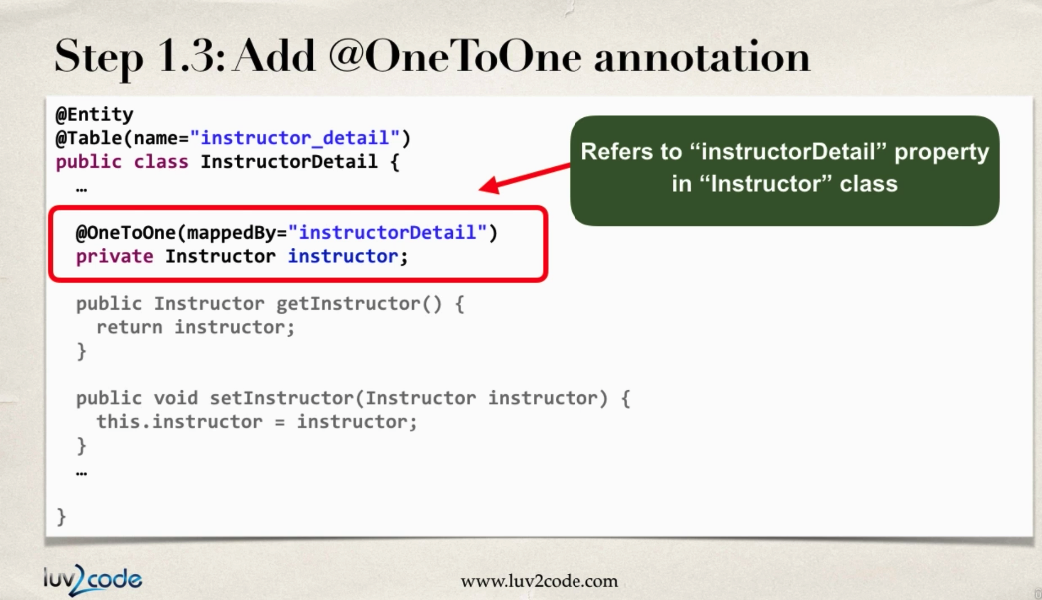 Step 1.3: Add @OneToOne annotation
@Entity
@Table(name="instructor_detail")
public class InstructorDetail {
…
@OneToOne(mappedBy="instructorDetail")
private Instructor instructor;
public Instructor getInstructor() {
return instructor;
}
public void setInstructor(Instructor instructor) {
this.instructor = instructor;
}
…
}
Refers to “instructorDetail” property
in “Instructor” class
luv2code
www.luv2code.com